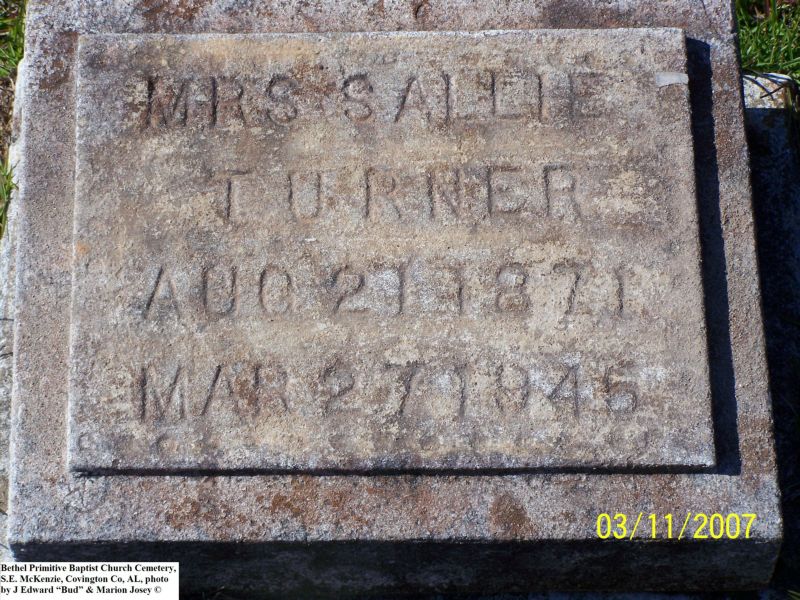 MRS SALLIE
TURNER
AUG 21 1871
MAR 27 1945
03/11/2007
Bethel Primitive Baptist Church Cemetery,
S.E. McKenzie, Covington Co, AL, photo
by J Edward “Bud” & Marion Josey ©